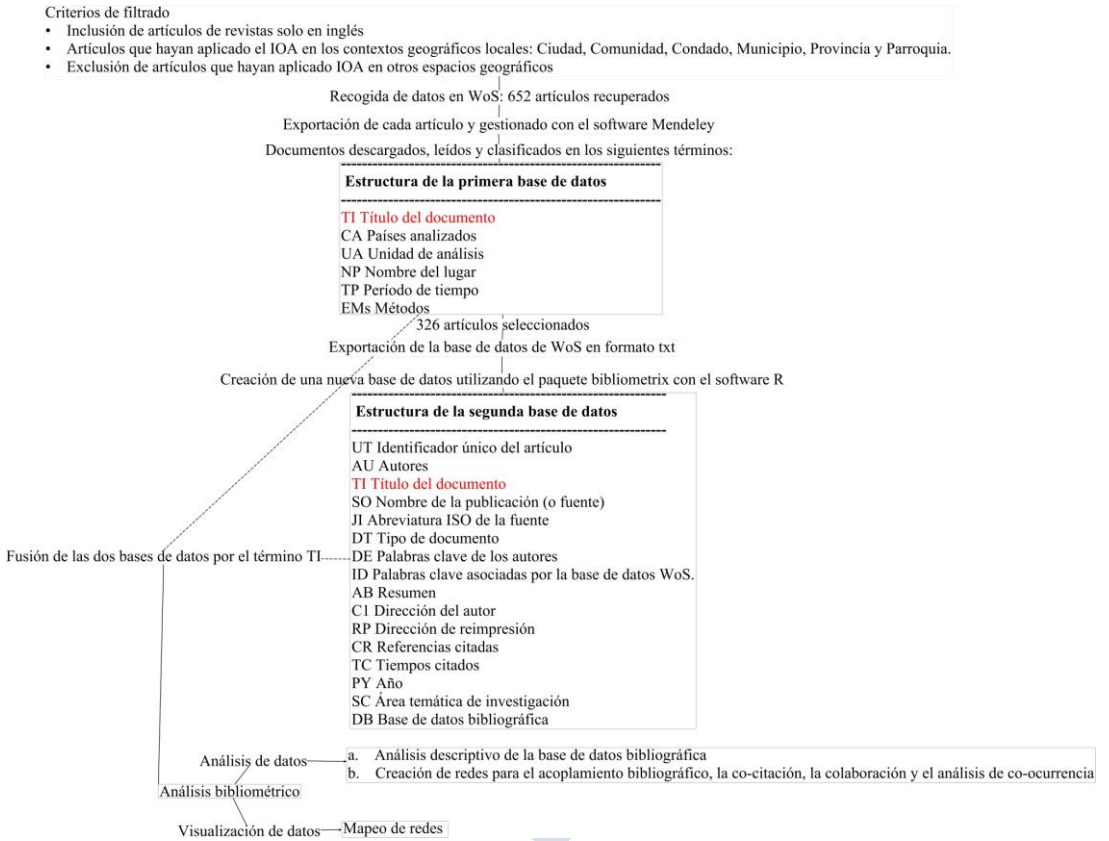 Criterios de filtrado
• Inclusión de artículos de revistas solo en inglés
• Artículos que hayan aplicado el IOA en los contextos geográficos locales: Ciudad, Comunidad, Condado, Municipio, Provincia y Parroquia.
• Exclusión de artículos que hayan aplicado IOA en otros espacios geográficos
Recogida de datos en WoS: 652 artículos recuperados
Exportación de cada artículo y gestionado con el software Mendeley
Documentos descargados, leídos y clasificados en los siguientes términos:
Estructura de la primera base de datos
TI Título del documento
CA Países analizados
UA Unidad de análisis
NP Nombre del lugar
TP Período de tiempo
EMs Métodos
326 artículos seleccionados
Exportación de la base de datos de WoS en formato txt
Creación de una nueva base de datos utilizando el paquete bibliometrix con el software R
Estructura de la segunda base de datos
UT Identificador único del artículo
AU Autores
TI Título del documento
SO Nombre de la publicación (o fuente)
JI Abreviatura ISO de la fuente
DT Tipo de documento
Fusión de las dos bases de datos por el término TI
DE Palabras clave de los autores
ID Palabras clave asociadas por la base de datos WoS.
AB Resumen
C1 Dirección del autor
RP Dirección de reimpresión
CR Referencias citadas
TC Tiempos citados
PY Año
SC Área temática de investigación
DB Base de datos bibliográfica
Análisis de datos
a. Análisis descriptivo de la base de datos bibliográfica
b. Creación de redes para el acoplamiento bibliográfico, la co-citación, la colaboración y el análisis de co-ocurrencia
Análisis bibliométrico
Visualización de datos
Mapeo de redes